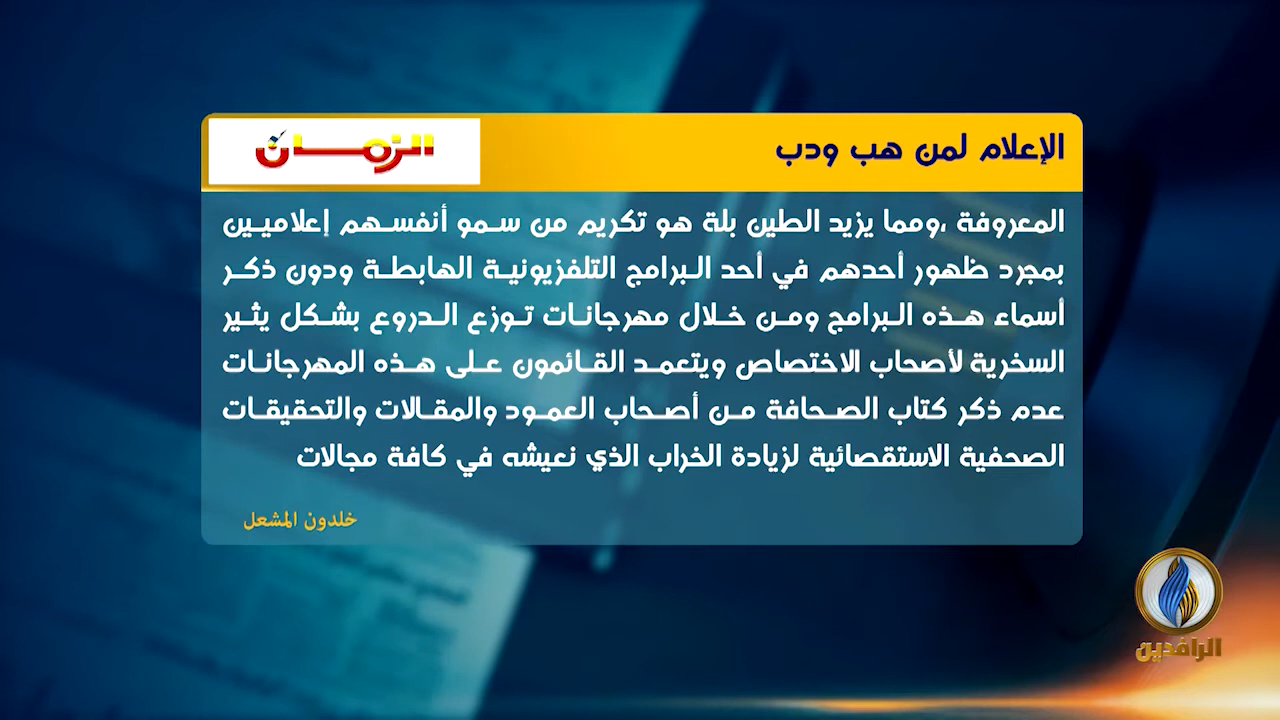 الإعلام لمن هب ودب
الزمان
المعروفة ،ومما يزيد الطين بلة هو تكريم من سمو أنفسهم إعلاميين
بمجرد ظهور أحدهم في أحد البرامج التلفزيونية الهابطة ودون ذكر
أسماء هذه البرامج ومن خلال مهرجانات توزع الدروع بشكل يثير
السخرية لأصحاب الاختصاص ويتعمد القائمون على هذه المهرجانات
عدم ذكر كتاب الصحافة من أصحاب العمود والمقالات والتحقيقات
الصحفية الاستقصائية لزيادة الخراب الذي نعيشه في كافة مجالات
خلدون المشعل
الرافدين